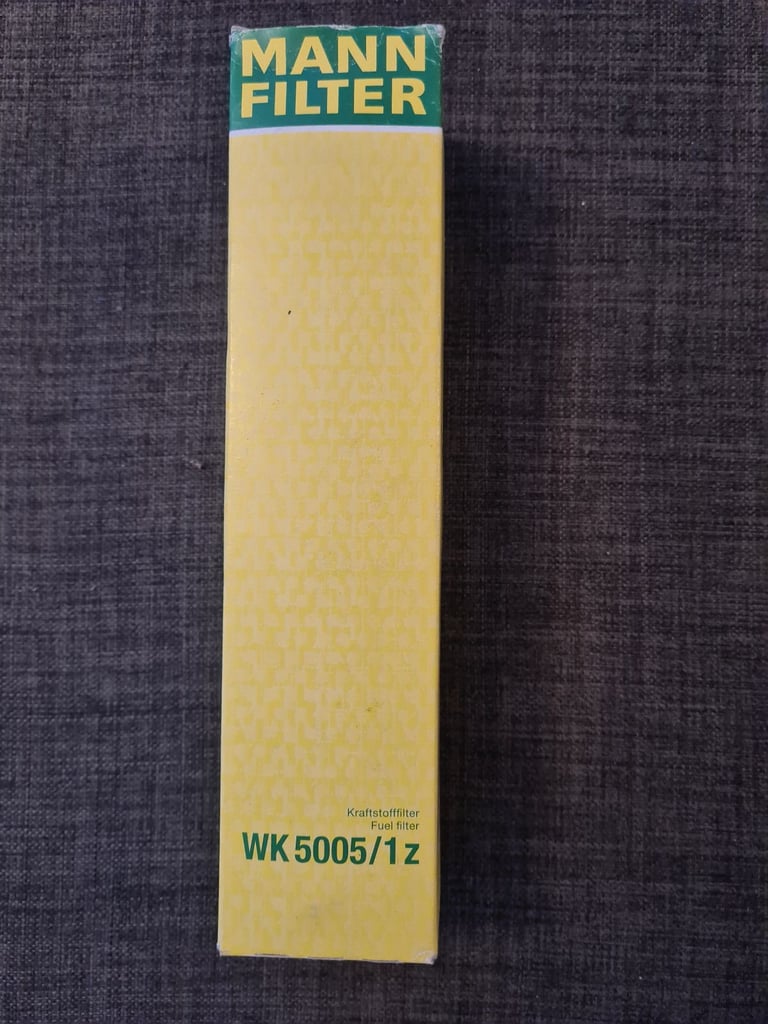 MANN
FILTER
Kraftstofffilter
Fuel filter
WK 5005/1 z